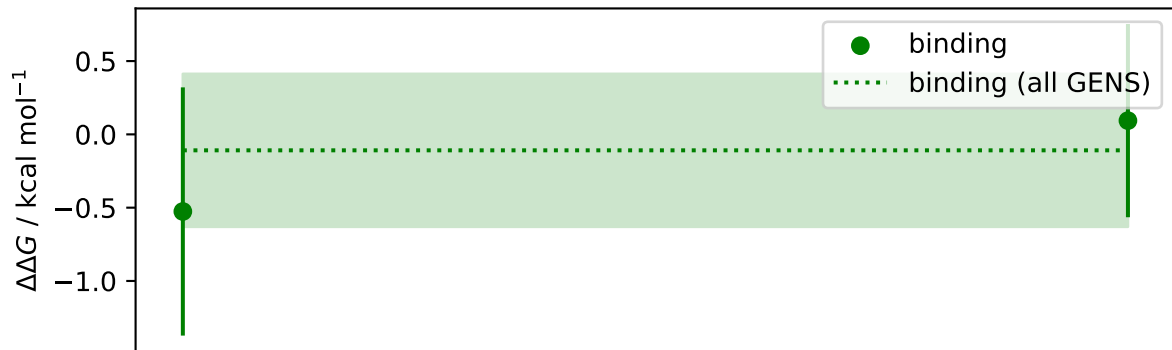 binding
binding (all GENS)
0.5
0.0
−0.5
−1.0
ΔΔG / kcal mol⁻¹